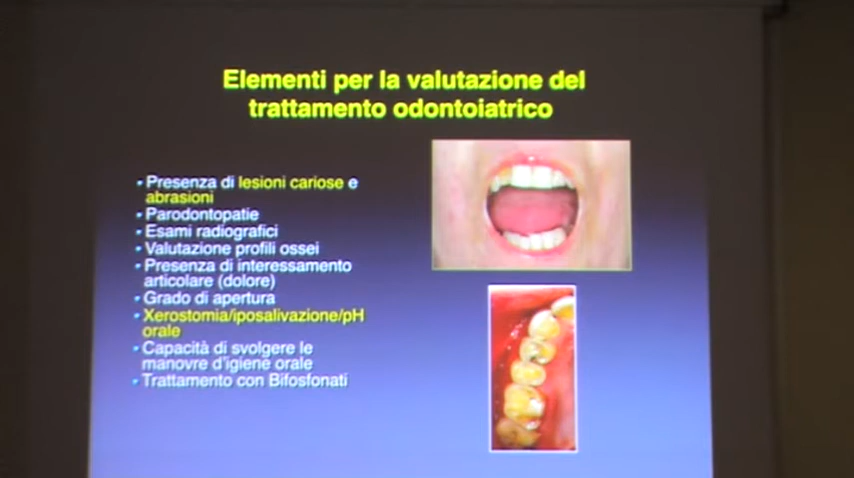 Elementi per la valutazione del
trattamento odontoiatrico
• Presenza di lesioni cariose e
abrasioni
• Parodontopatie
• Esami radiografici
• Valutazione profili ossei
• Presenza di interessamento
articolare (dolore)
• Grado di apertura
• Xerostomia/iposalivazione/pH
orale
• Capacità di svolgere le
manovre d'igiene orale
• Trattamento con Bifosfonati